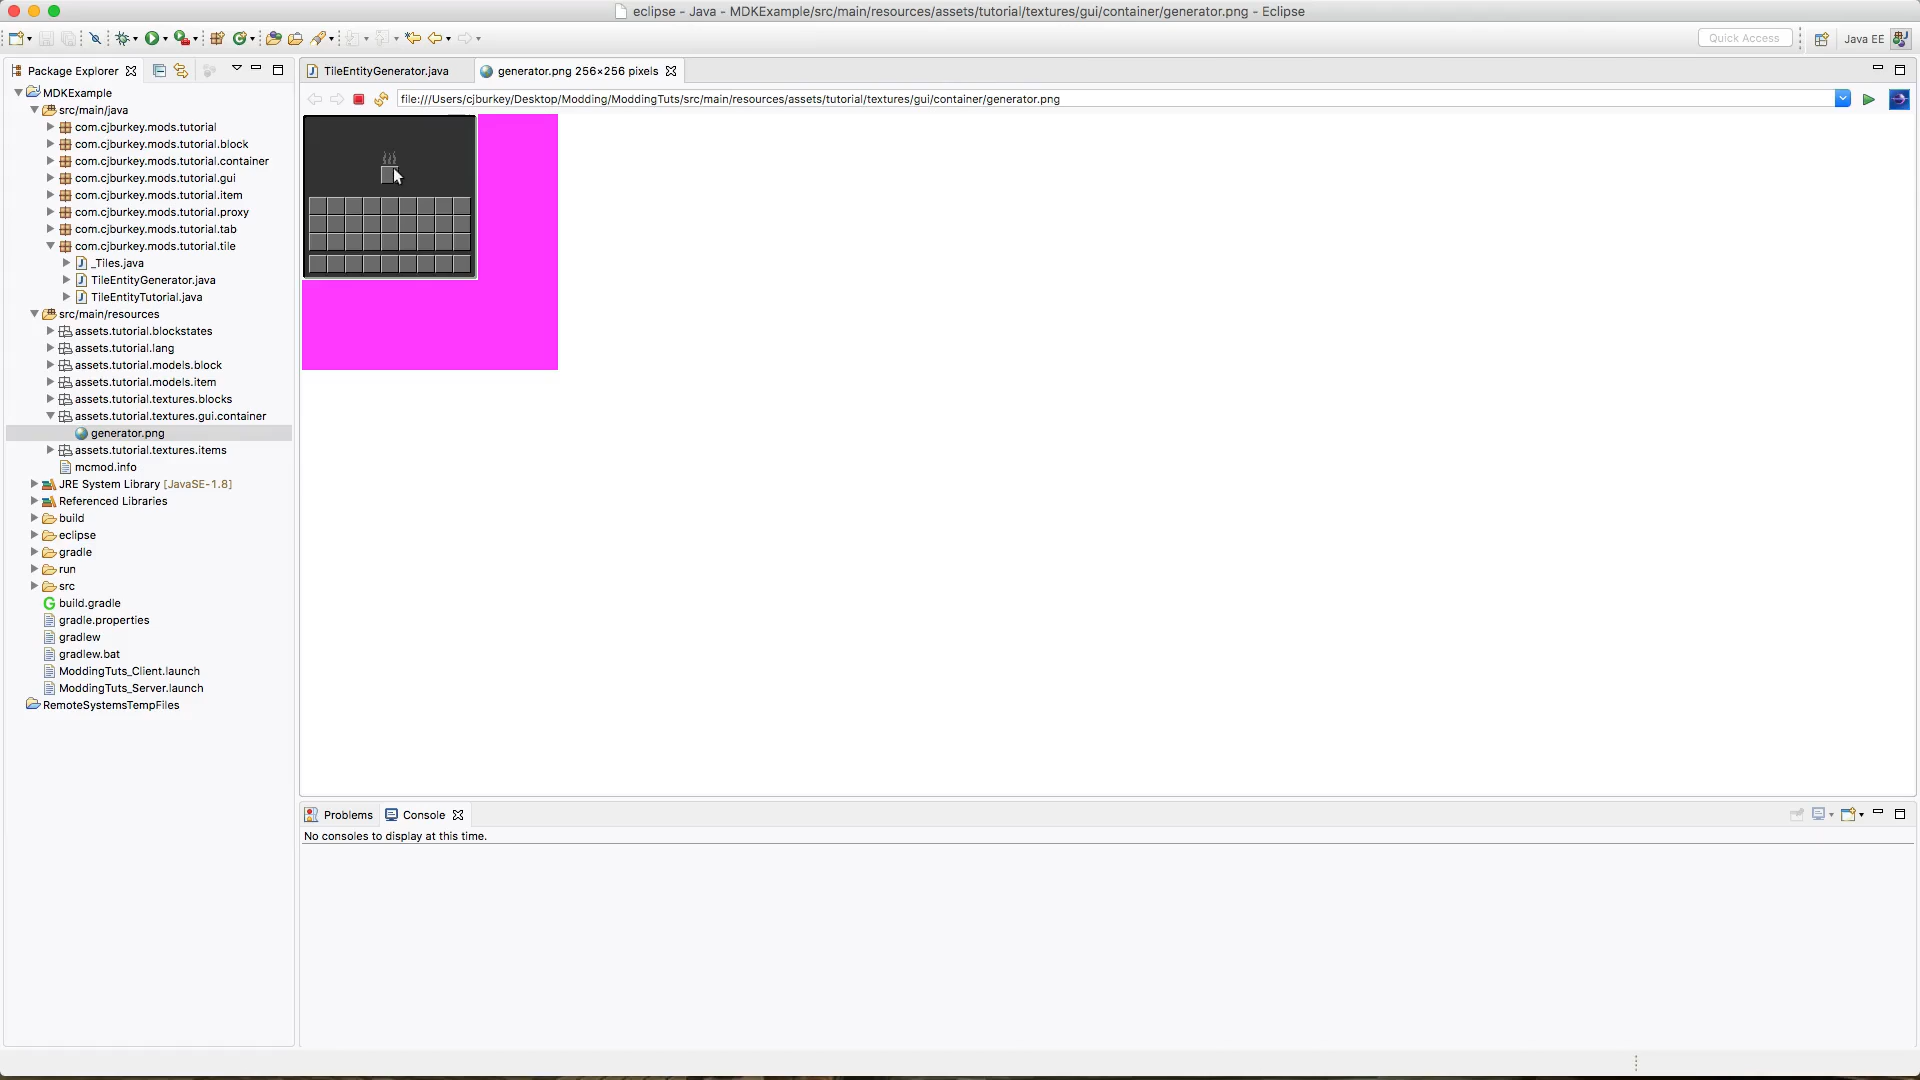 eclipse - Java - MDKExample/src/main/resources/assets/tutorial/textures/gui/container/generator.png - Eclipse
Quick Access
Java EE
Package Explorer
TileEntityGenerator.java
generator.png 256×256 pixels
file:///Users/cjburkey/Desktop/Modding/ModdingTuts/src/main/resources/assets/tutorial/textures/gui/container/generator.png
MDKExample
src/main/java
com.cjburkey.mods.tutorial
com.cjburkey.mods.tutorial.block
com.cjburkey.mods.tutorial.container
com.cjburkey.mods.tutorial.gui
com.cjburkey.mods.tutorial.item
com.cjburkey.mods.tutorial.proxy
com.cjburkey.mods.tutorial.tab
com.cjburkey.mods.tutorial.tile
_Tiles.java
TileEntityGenerator.java
TileEntityTutorial.java
src/main/resources
assets.tutorial.blockstates
assets.tutorial.lang
assets.tutorial.models.block
assets.tutorial.models.item
assets.tutorial.textures.blocks
assets.tutorial.textures.gui.container
generator.png
assets.tutorial.textures.items
mcmod.info
JRE System Library [JavaSE-1.8]
Referenced Libraries
build
eclipse
gradle
run
src
build.gradle
gradle.properties
gradlew
gradlew.bat
ModdingTuts_Client.launch
ModdingTuts_Server.launch
RemoteSystemsTempFiles
Problems
Console
No consoles to display at this time.